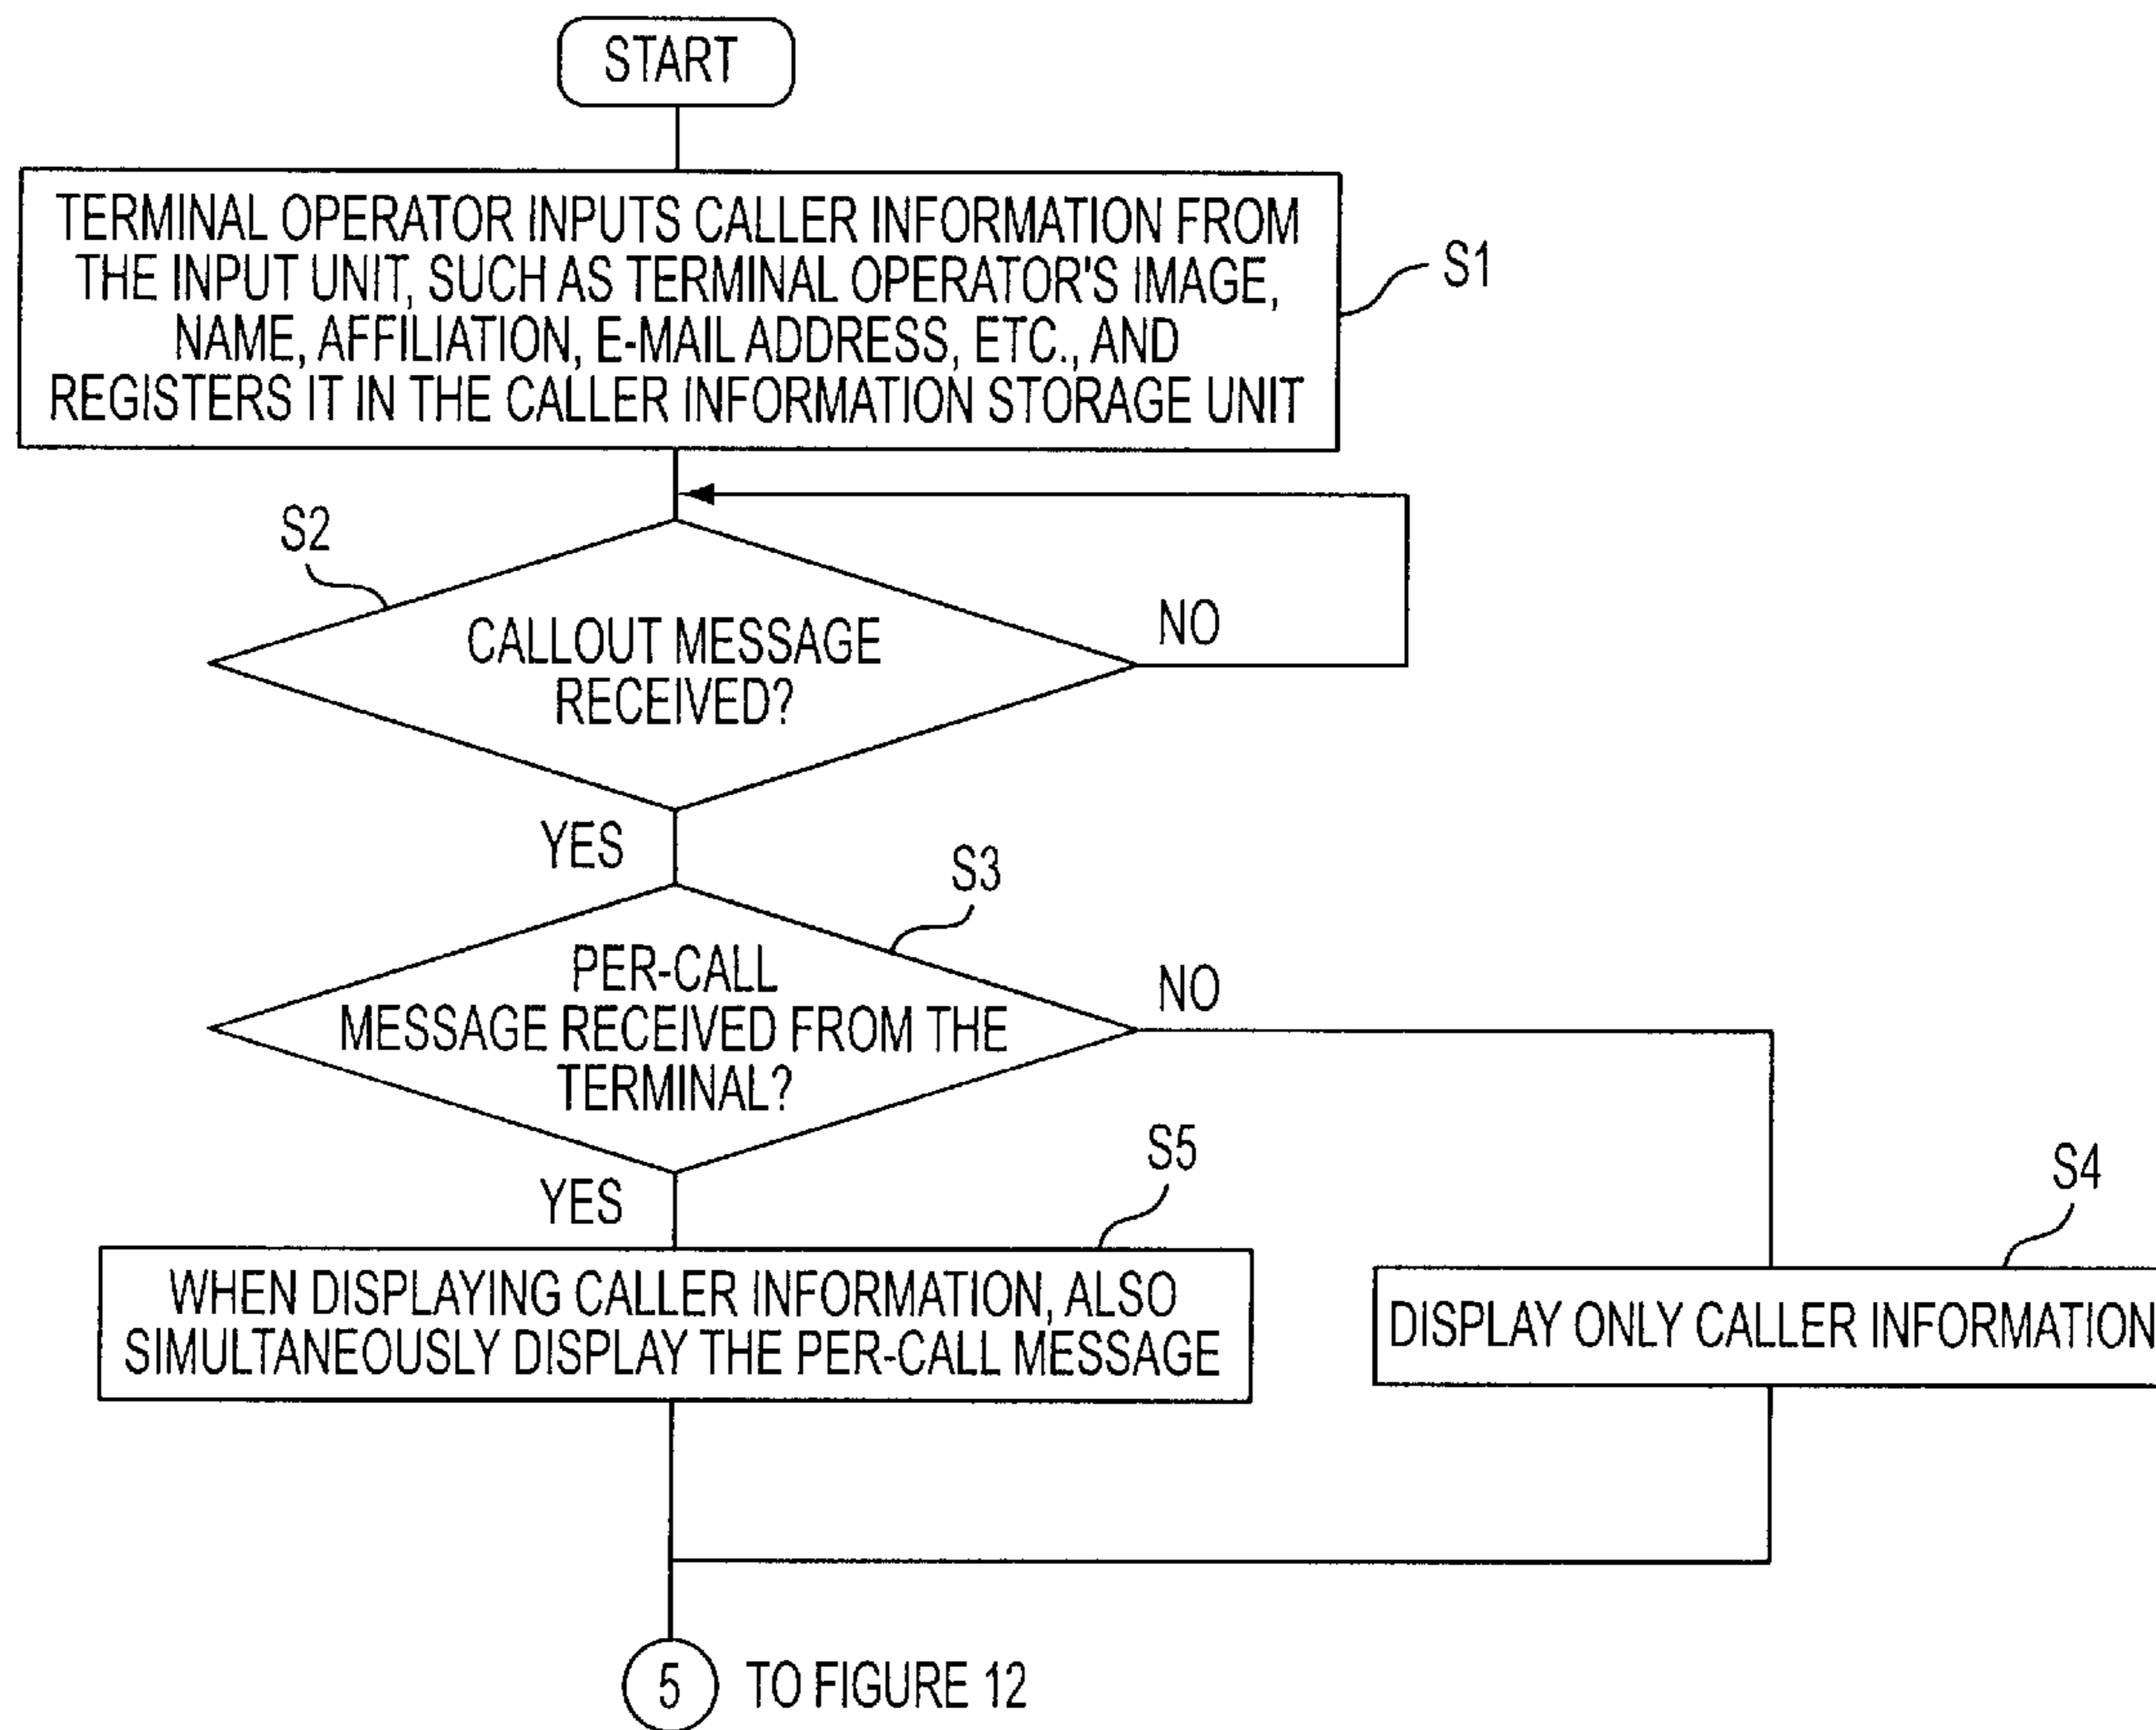 START
TERMINAL OPERATOR INPUTS CALLER INFORMATION FROM
THE INPUT UNIT, SUCH AS TERMINAL OPERATOR'S IMAGE,
NAME, AFFILIATION, E-MAIL ADDRESS, ETC., AND
REGISTERS IT IN THE CALLER INFORMATION STORAGE UNIT
S1
S2
CALLOUT MESSAGE
RECEIVED?
NO
YES
S3
PER-CALL
MESSAGE RECEIVED FROM THE
TERMINAL?
NO
YES
S5
WHEN DISPLAYING CALLER INFORMATION, ALSO
SIMULTANEOUSLY DISPLAY THE PER-CALL MESSAGE
S4
DISPLAY ONLY CALLER INFORMATION
5
TO FIGURE 12